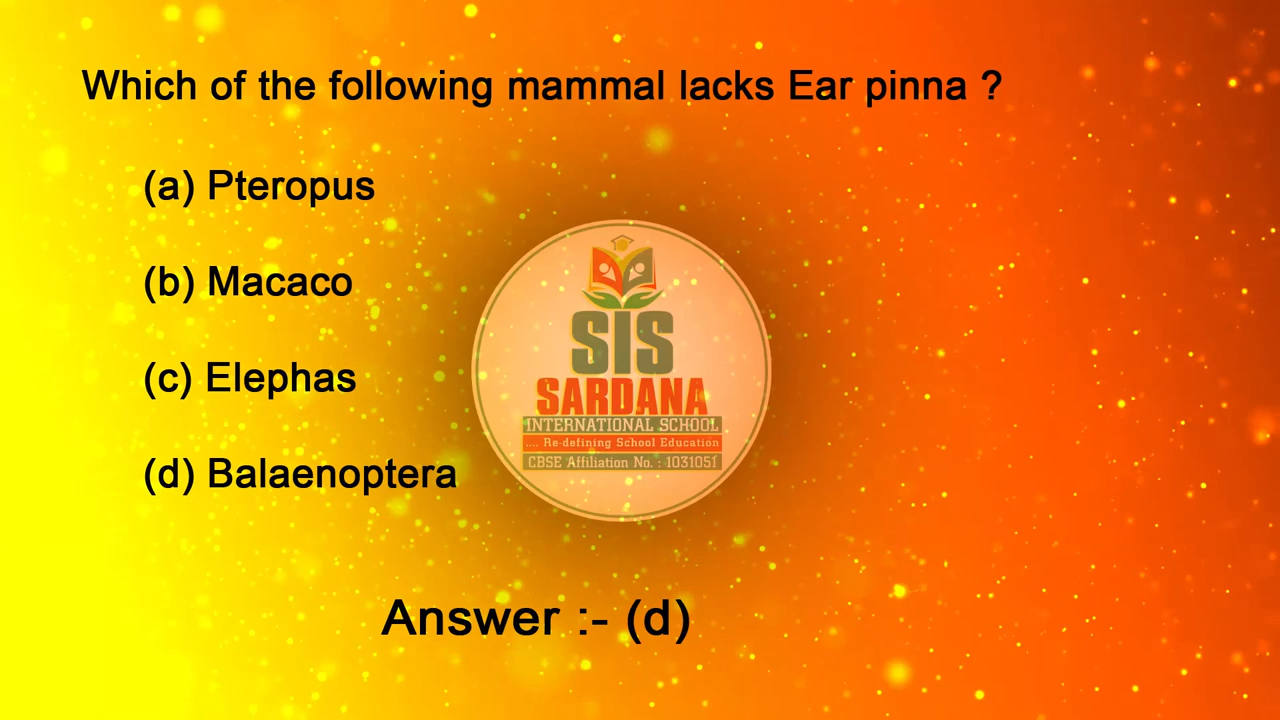 Which of the following mammal lacks Ear pinna ?
(a) Pteropus
(b) Macaco
(c) Elephas
(d) Balaenoptera
SIS
SARDANA
INTERNATIONAL SCHOOL
.... Re-defining School Education
CBSE Affiliation No. : 1031051
Answer :- (d)